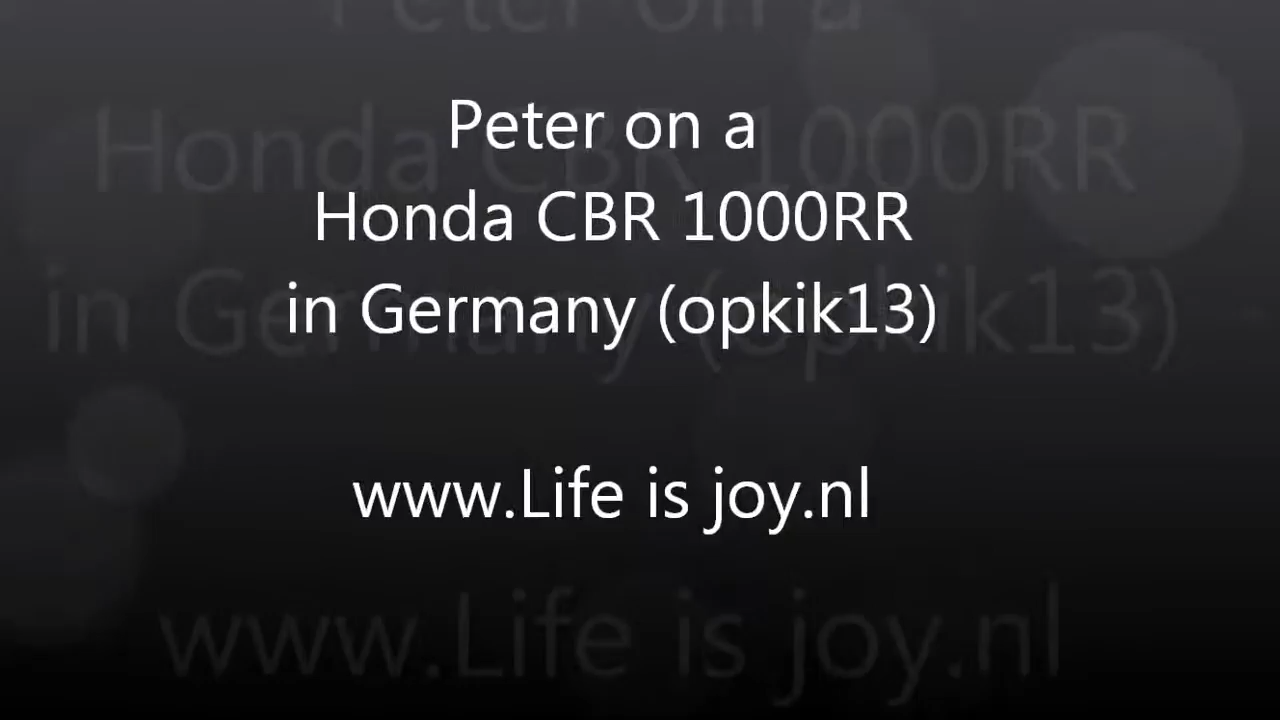 Peter on a
Honda CBR 1000RR
in Germany (opkik13)
www.Life is joy.nl